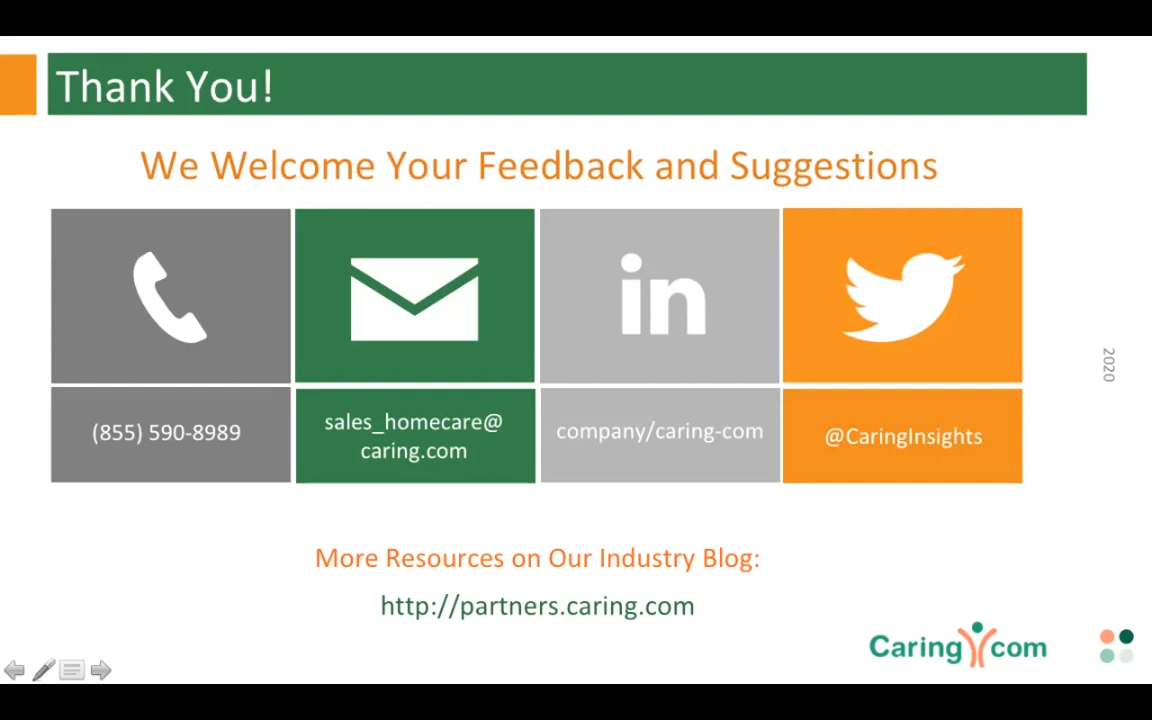 Thank You!
We Welcome Your Feedback and Suggestions
in
(855) 590-8989
sales_homecare@
caring.com
company/caring-com
@CaringInsights
2020
More Resources on Our Industry Blog:
http://partners.caring.com
Caring com